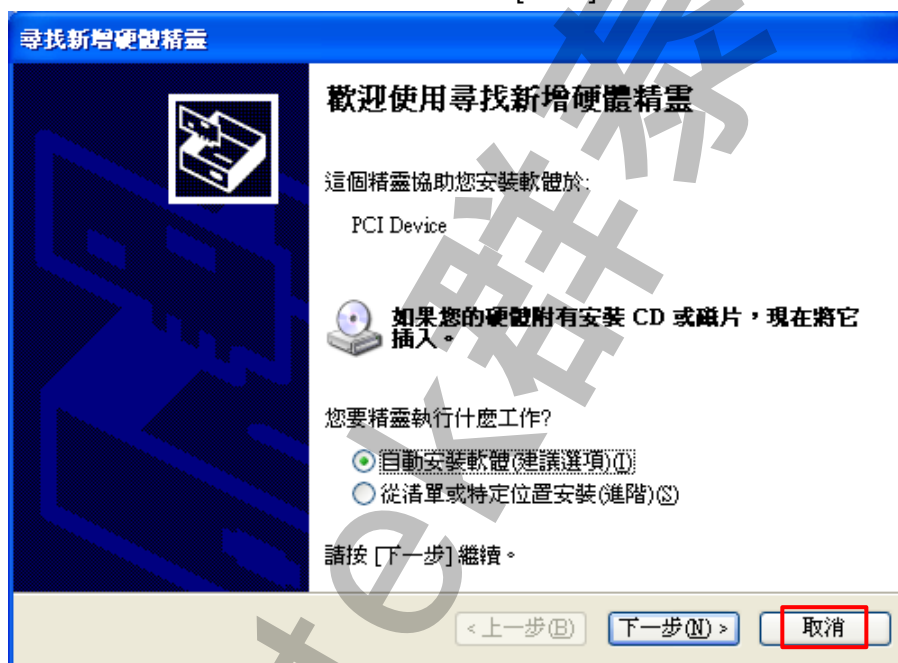 尋找新增硬體精靈
歡迎使用尋找新增硬體精靈
這個精靈協助您安裝軟體於:
PCI Device
如果您的硬體附有安裝 CD 或磁片，現在將它
插入。
您要精靈執行什麼工作?
自動安裝軟體(建議選項)(I)
從清單或特定位置安裝(進階)(S)
請按 [下一步] 繼續。
<上一步(B) 下一步(N) > 取消